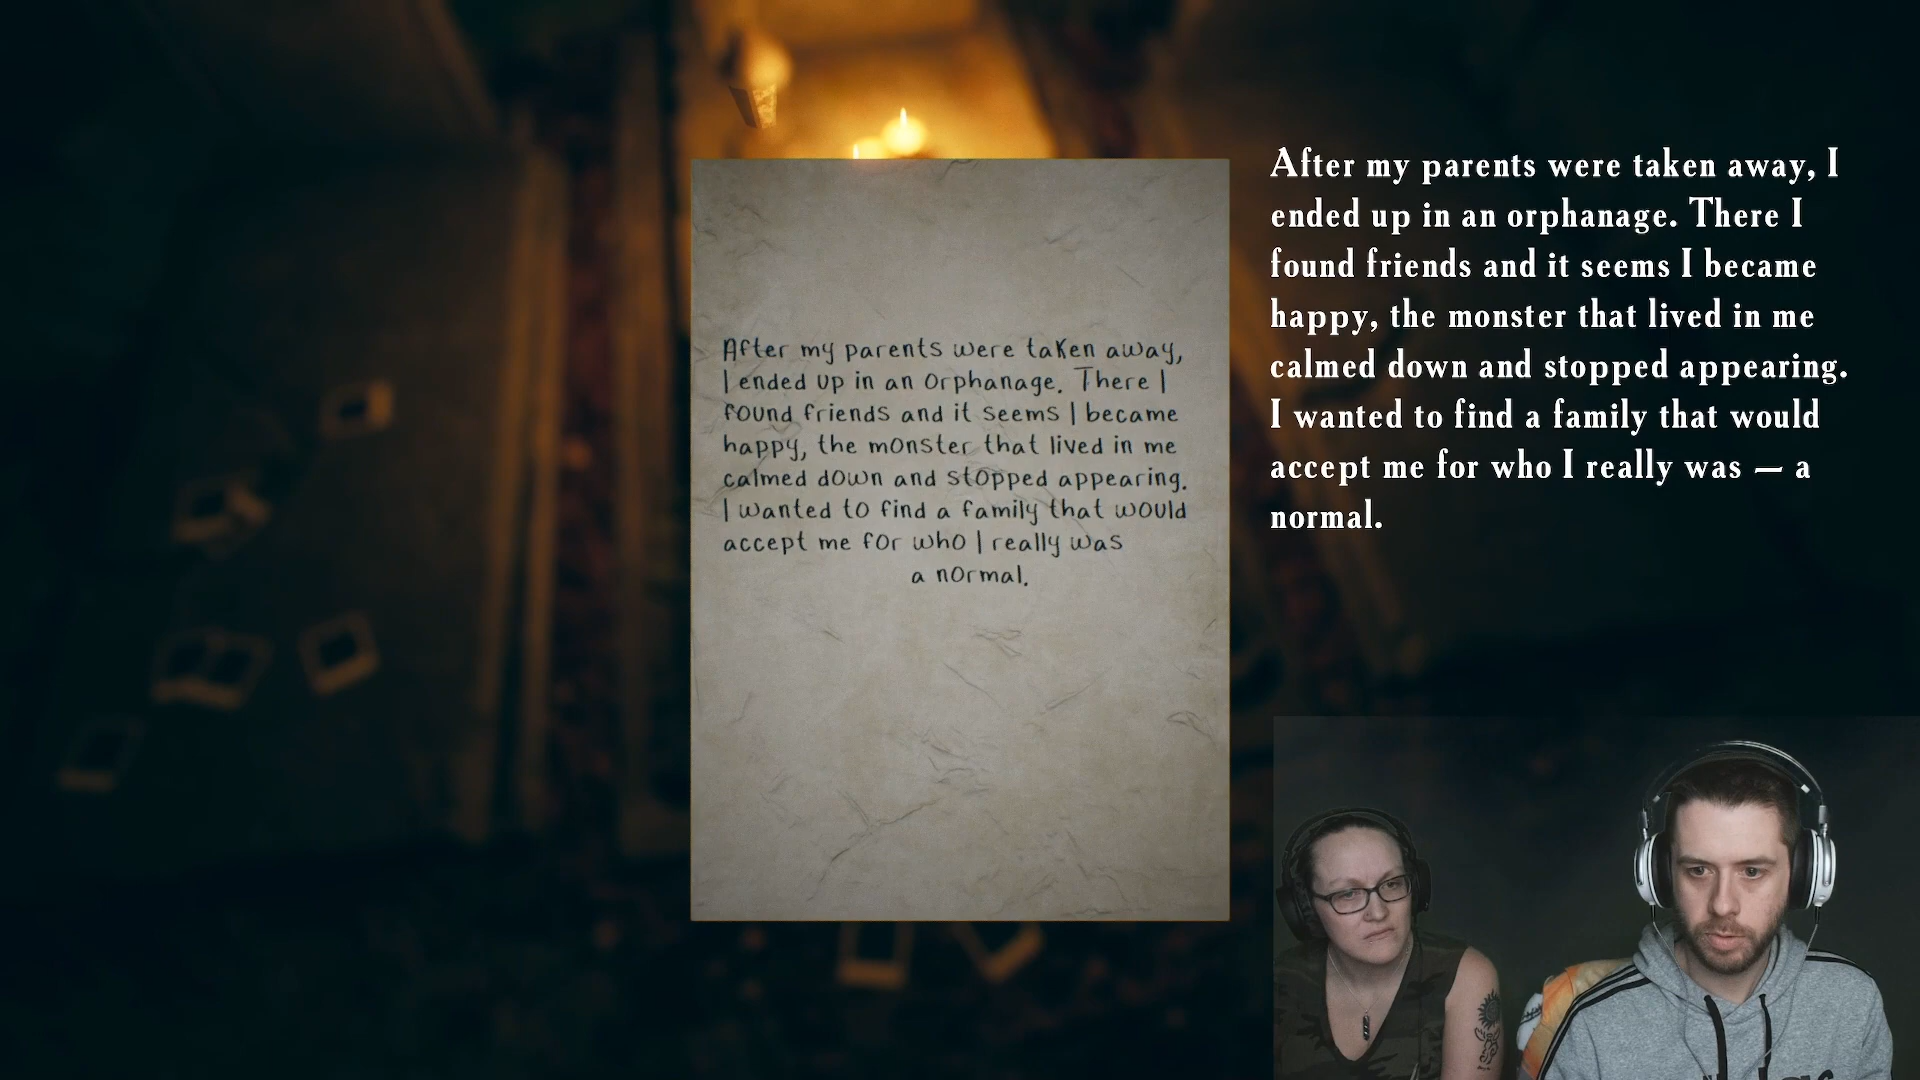 After my parents were taken away,
I ended up in an orphanage. There I
found friends and it seems I became
happy, the monster that lived in me
calmed down and stopped appearing.
I wanted to find a family that would
accept me for who I really was
a normal.
After my parents were taken away, I
ended up in an orphanage. There I
found friends and it seems I became
happy, the monster that lived in me
calmed down and stopped appearing.
I wanted to find a family that would
accept me for who I really was — a
normal.